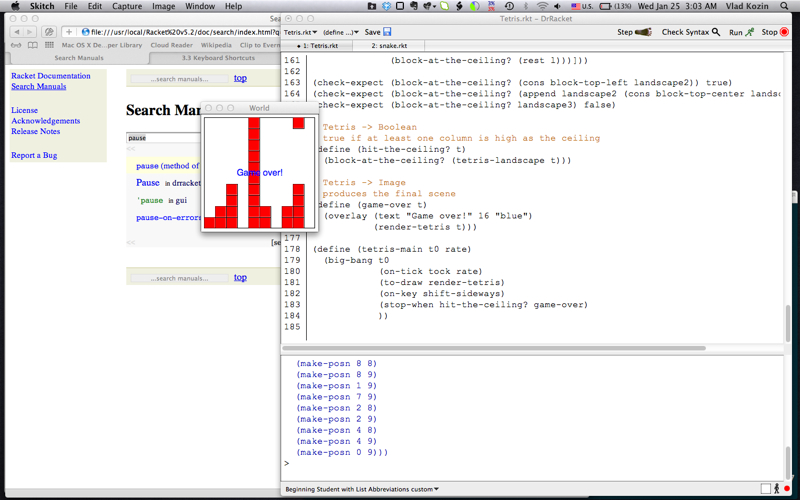 Skitch File Edit Capture Image Window Help
(13%) U.S. Wed Jan 25 3:03 AM Vlad Kozin
file:///usr/local/Racket%20v5.2/doc/search/index.html?q
Mac OS X De...per Library Cloud Reader Wikipedia Clip to Evern
Search Manuals 3.3 Keyboard Shortcuts
Racket Documentation
Search Manuals
License
Acknowledgements
Release Notes
Report a Bug
...search manuals... top
Search Man
pause
<<
pause (method of
Pause in drracket
'pause in gui
pause-on-errors
<< [se
...search manuals... top
World
Game over!
Tetris.rkt - DrRacket
Tetris.rkt (define ...) Save Step Check Syntax Run Stop
1: Tetris.rkt 2: snake.rkt
161 (block-at-the-ceiling? (rest l)))]))
162
163 (check-expect (block-at-the-ceiling? (cons block-top-left landscape2)) true)
164 (check-expect (block-at-the-ceiling? (append landscape2 (cons block-top-center landsc
check-expect (block-at-the-ceiling? landscape3) false)
Tetris -> Boolean
true if at least one column is high as the ceiling
define (hit-the-ceiling? t)
(block-at-the-ceiling? (tetris-landscape t)))
Tetris -> Image
produces the final scene
define (game-over t)
(overlay (text "Game over!" 16 "blue")
(render-tetris t)))
177
178 (define (tetris-main t0 rate)
179 (big-bang t0
180 (on-tick tock rate)
181 (to-draw render-tetris)
182 (on-key shift-sideways)
183 (stop-when hit-the-ceiling? game-over)
184 ))
185
(make-posn 8 8)
(make-posn 8 9)
(make-posn 1 9)
(make-posn 7 9)
(make-posn 2 8)
(make-posn 2 9)
(make-posn 4 8)
(make-posn 4 9)
(make-posn 0 9)))
>
Beginning Student with List Abbreviations custom